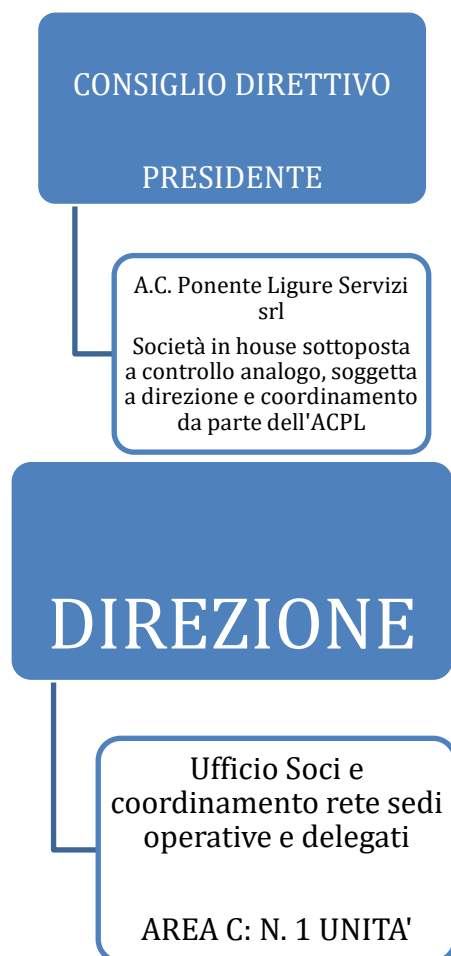 CONSIGLIO DIRETTIVO
PRESIDENTE
A.C. Ponente Ligure Servizi
srl
Società in house sottoposta
a controllo analogo, soggetta
a direzione e coordinamento
da parte dell'ACPL
DIREZIONE
Ufficio Soci e
coordinamento rete sedi
operative e delegati
AREA C: N. 1 UNITA'